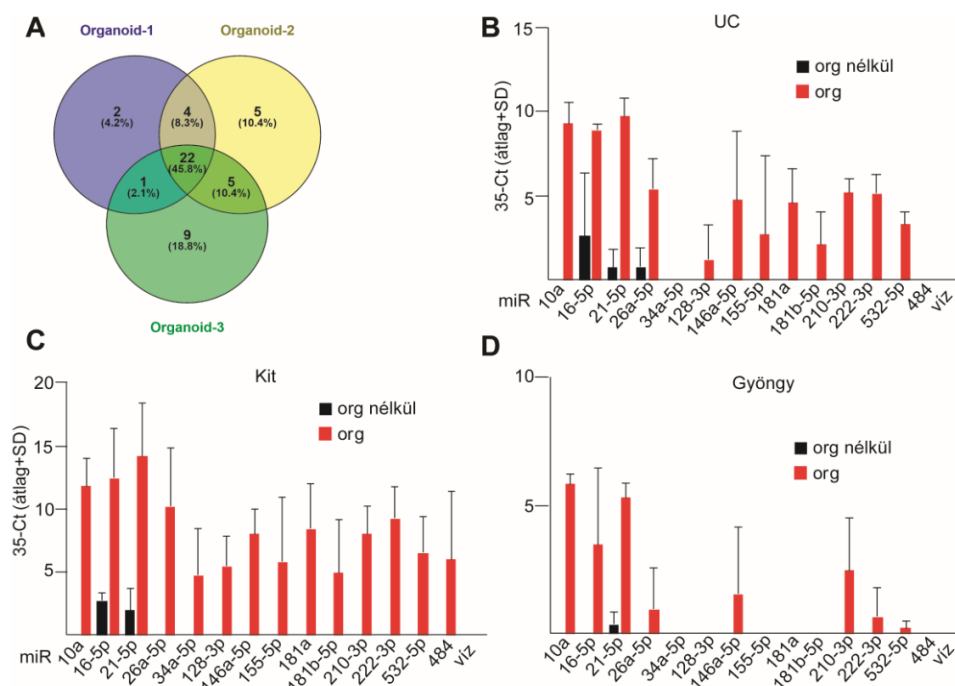 A
Organoid-1
Organoid-2
2
(4.2%)
4
(8.3%)
5
(10.4%)
22
(45.8%)
1
(2.1%)
5
(10.4%)
9
(18.8%)
Organoid-3
B
UC
15
10
5
35-Ct (átlag+SD)
org nélkül
org
miR
10a
16-5p
21-5p
26a-5p
34a-5p
128-3p
146a-5p
155-5p
181a
181b-5p
210-3p
222-3p
532-5p
484
víz
C
Kit
20
15
10
5
35-Ct (átlag+SD)
org nélkül
org
miR
10a
16-5p
21-5p
26a-5p
34a-5p
128-3p
146a-5p
155-5p
181a
181b-5p
210-3p
222-3p
532-5p
484
víz
D
Gyöngy
10
5
org nélkül
org
10a
16-5p
21-5p
26a-5p
34a-5p
128-3p
146a-5p
155-5p
181a
181b-5p
210-3p
222-3p
532-5p
484
víz